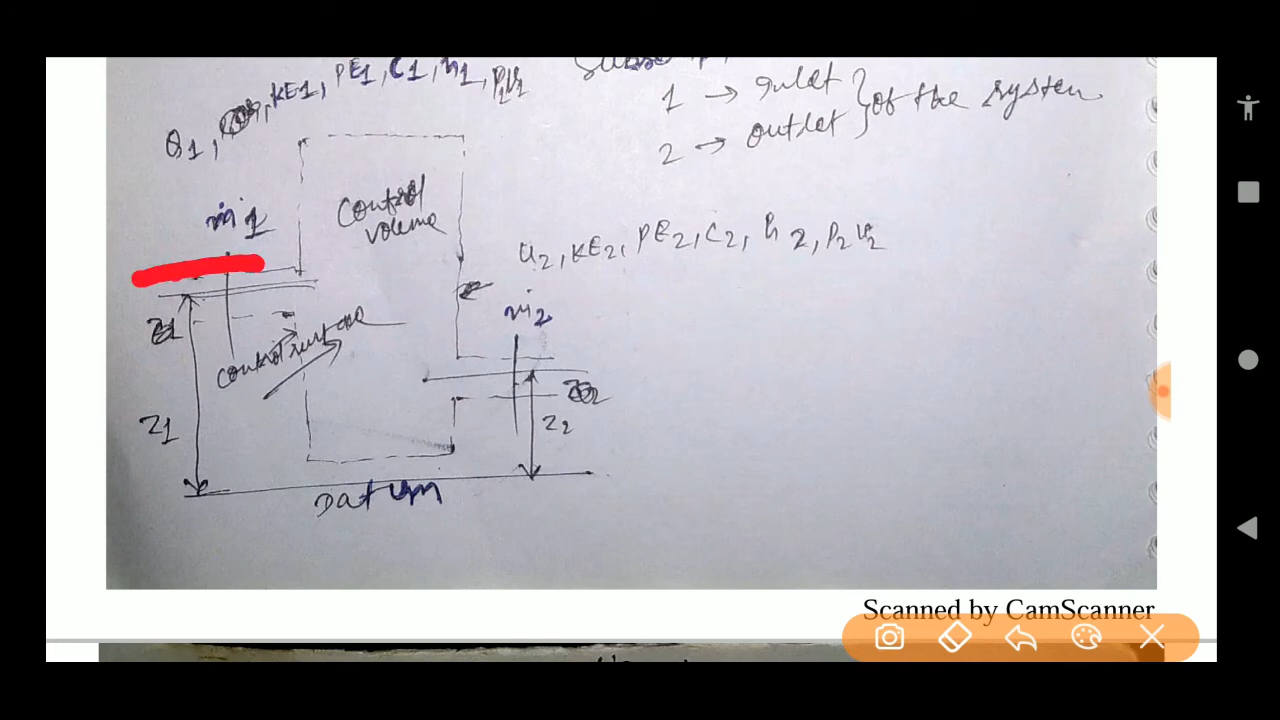 Q1, KE1, PE1, C1, h1, P1V1
1 → inlet
2 → outlet } of the system
ṁ1
control
volume
U2, KE2, PE2, C2, h2, P2V2
ṁ2
control surface
Z1
Z2
Datum
Scanned by CamScanner